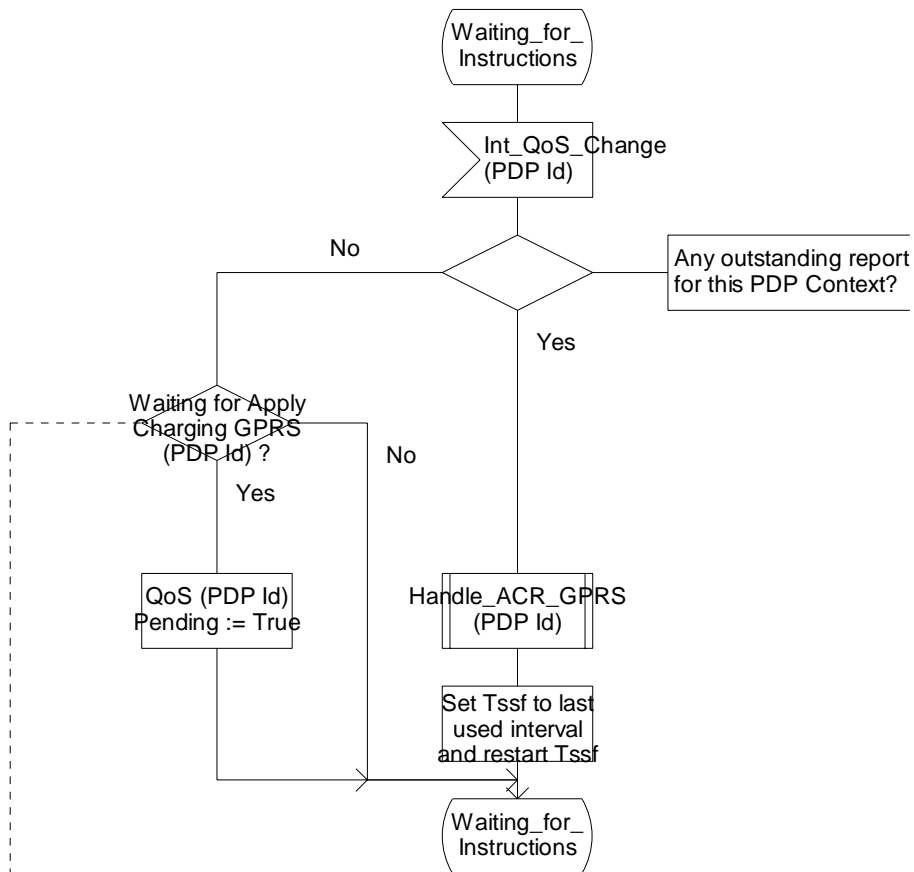 Waiting_for_
Instructions
Int_QoS_Change
(PDP Id)
No
Any outstanding report
for this PDP Context?
Yes
Waiting for Apply
Charging GPRS
(PDP Id) ?
No
Yes
QoS (PDP Id)
Pending := True
Handle_ACR_GPRS
(PDP Id)
Set Tssf to last
used interval
and restart Tssf
Waiting_for_
Instructions